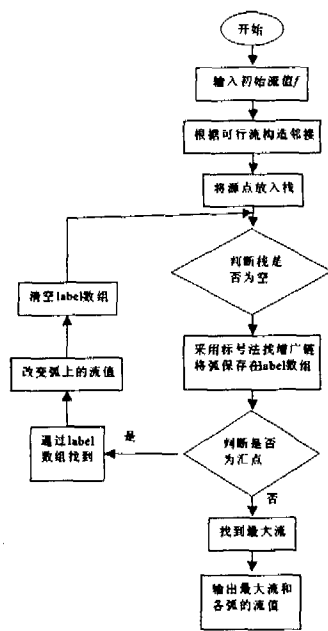 开始
输入初始流值f
根据可行流构造邻接
将源点放入栈
判断栈是
否为空
清空label数组
采用标号法找增广链
将弧保存在label数组
改变弧上的流值
通过label
数组找到
是
判断是否
为汇点
否
找到最大流
输出最大流和
各弧的流值